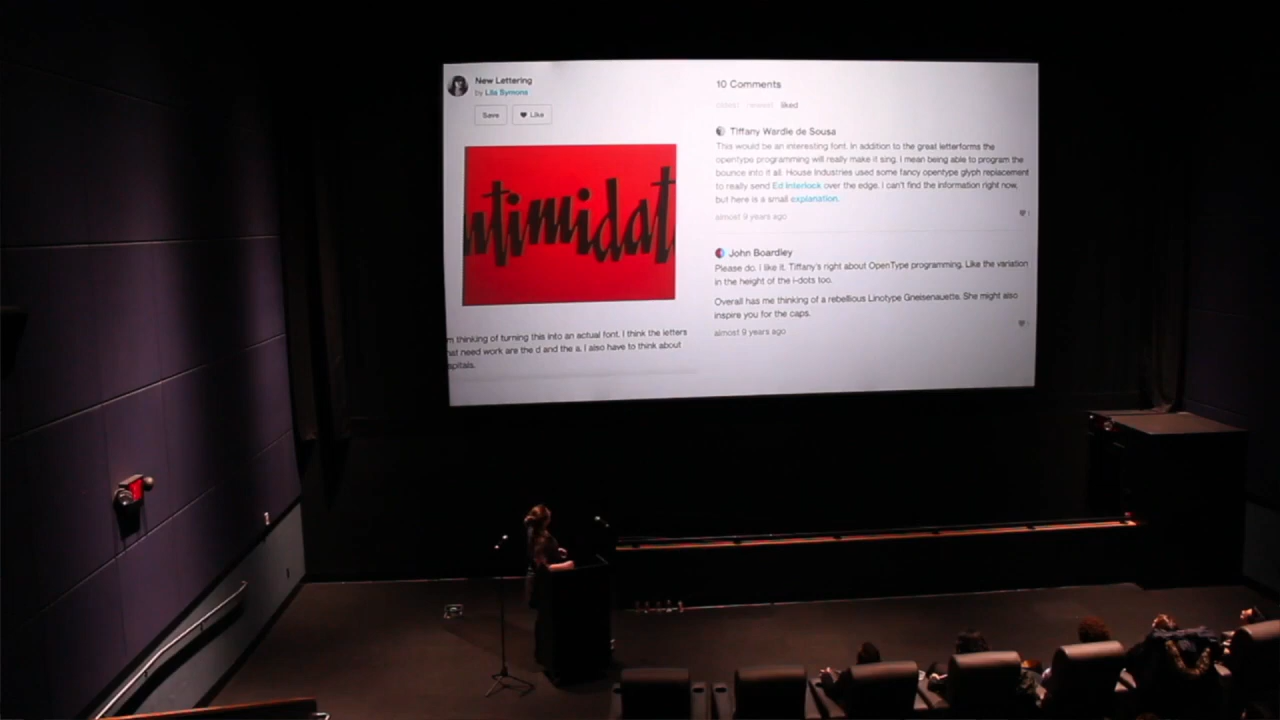 New Lettering
by Lila Symons
Save
Like
ntimidat
m thinking of turning this into an actual font. I think the letters
hat need work are the d and the a. I also have to think about
apitals.
10 Comments
oldest newest liked
Tiffany Wardle de Sousa
This would be an interesting font. In addition to the great letterforms the
opentype programming will really make it sing. I mean being able to program the
bounce into it all. House Industries used some fancy opentype glyph replacement
to really send Ed Interlock over the edge. I can't find the information right now,
but here is a small explanation.
almost 9 years ago
1
John Boardley
Please do. I like it. Tiffany's right about OpenType programming. Like the variation
in the height of the i-dots too.
Overall has me thinking of a rebellious Linotype Gneisenauette. She might also
inspire you for the caps.
almost 9 years ago
1